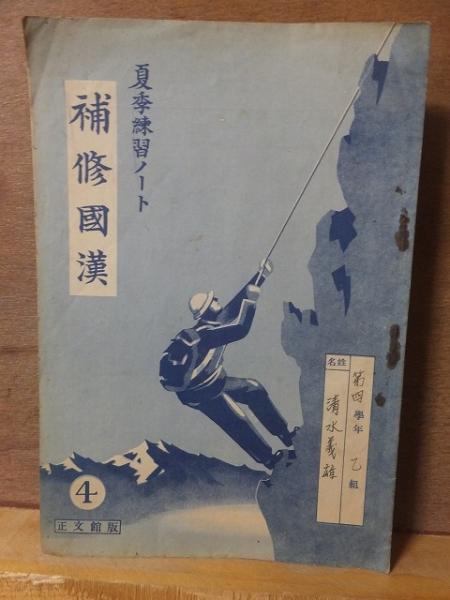 夏季練習ノート
補修國漢
姓名
第四學年 乙組
清水義雄
4
正文館版